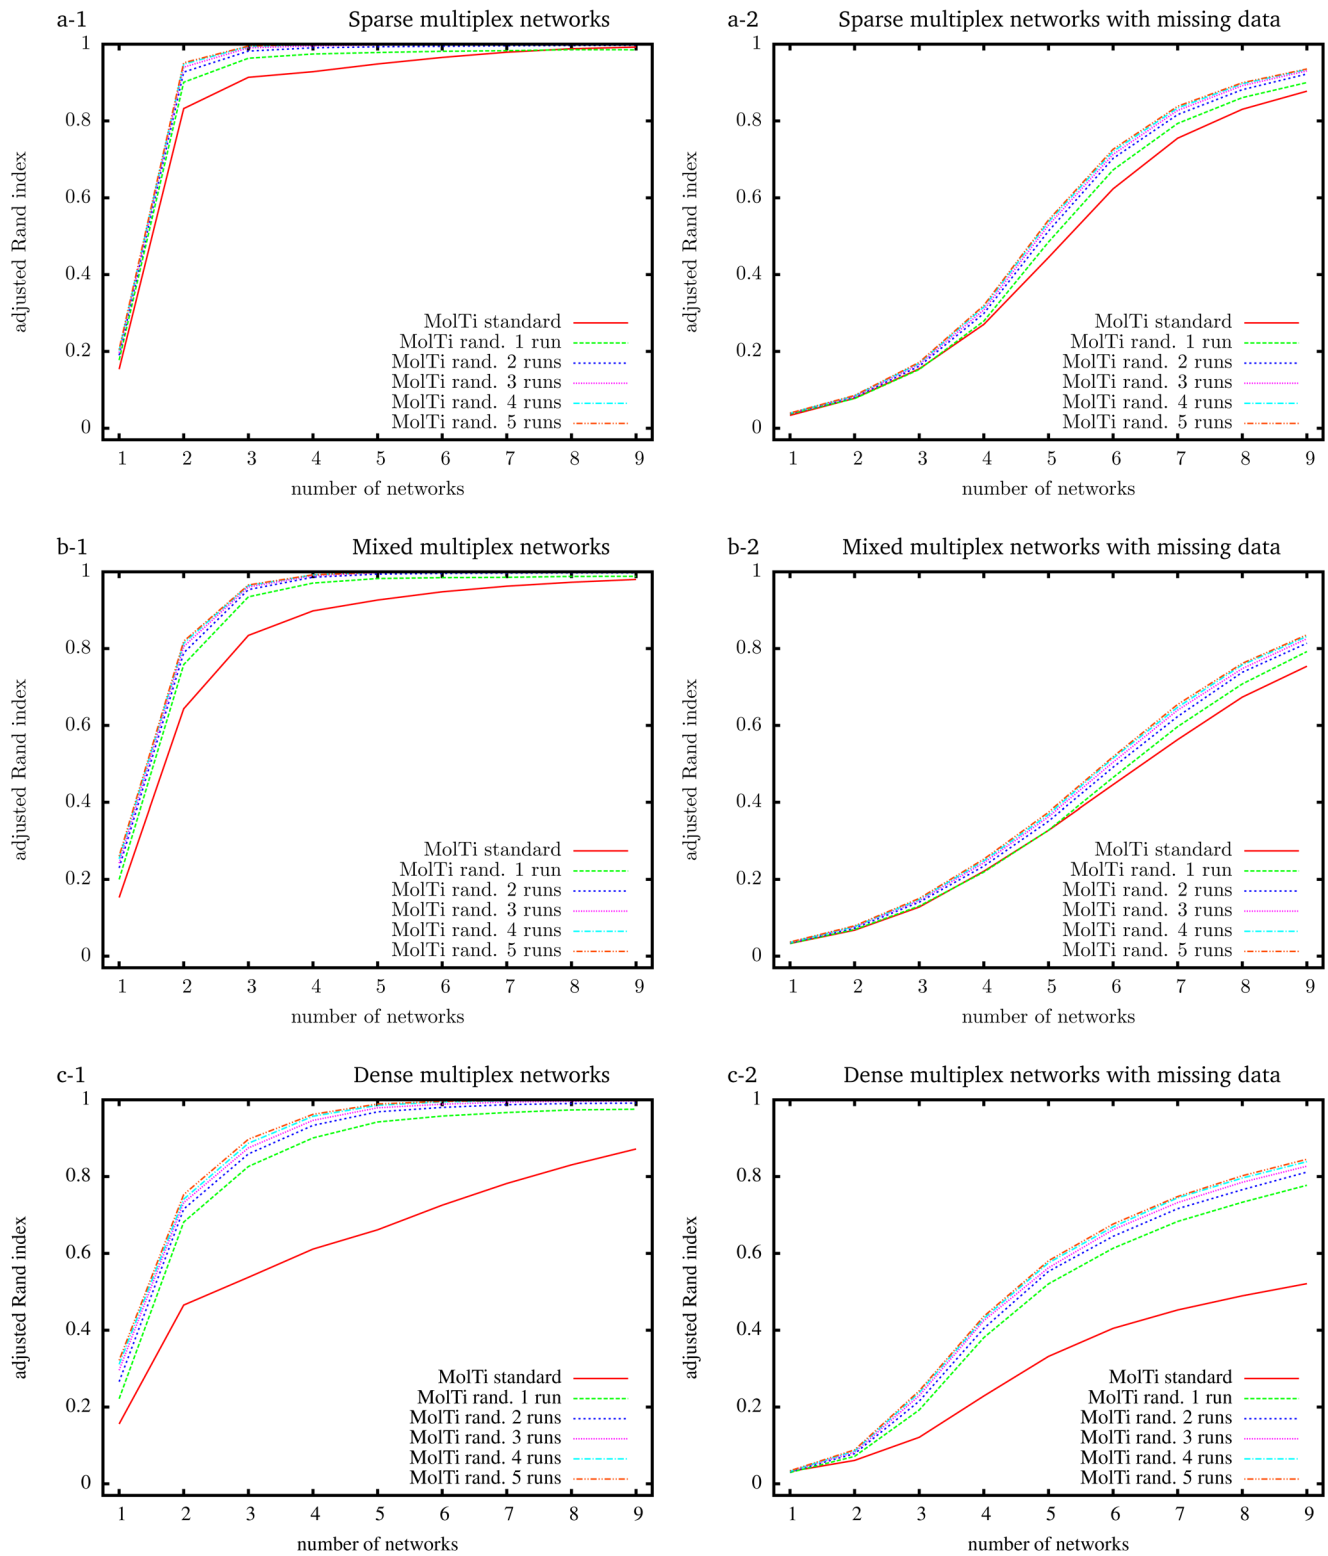 a-1 Sparse multiplex networks
adjusted Rand index
1
0.8
0.6
0.4
0.2
0
MolTi standard
MolTi rand. 1 run
MolTi rand. 2 runs
MolTi rand. 3 runs
MolTi rand. 4 runs
MolTi rand. 5 runs
1 2 3 4 5 6 7 8 9
number of networks
a-2 Sparse multiplex networks with missing data
adjusted Rand index
1
0.8
0.6
0.4
0.2
0
MolTi standard
MolTi rand. 1 run
MolTi rand. 2 runs
MolTi rand. 3 runs
MolTi rand. 4 runs
MolTi rand. 5 runs
1 2 3 4 5 6 7 8 9
number of networks
b-1 Mixed multiplex networks
adjusted Rand index
1
0.8
0.6
0.4
0.2
0
MolTi standard
MolTi rand. 1 run
MolTi rand. 2 runs
MolTi rand. 3 runs
MolTi rand. 4 runs
MolTi rand. 5 runs
1 2 3 4 5 6 7 8 9
number of networks
b-2 Mixed multiplex networks with missing data
adjusted Rand index
1
0.8
0.6
0.4
0.2
0
MolTi standard
MolTi rand. 1 run
MolTi rand. 2 runs
MolTi rand. 3 runs
MolTi rand. 4 runs
MolTi rand. 5 runs
1 2 3 4 5 6 7 8 9
number of networks
c-1 Dense multiplex networks
adjusted Rand index
1
0.8
0.6
0.4
0.2
0
MolTi standard
MolTi rand. 1 run
MolTi rand. 2 runs
MolTi rand. 3 runs
MolTi rand. 4 runs
MolTi rand. 5 runs
1 2 3 4 5 6 7 8 9
number of networks
c-2 Dense multiplex networks with missing data
adjusted Rand index
1
0.8
0.6
0.4
0.2
0
MolTi standard
MolTi rand. 1 run
MolTi rand. 2 runs
MolTi rand. 3 runs
MolTi rand. 4 runs
MolTi rand. 5 runs
1 2 3 4 5 6 7 8 9
number of networks